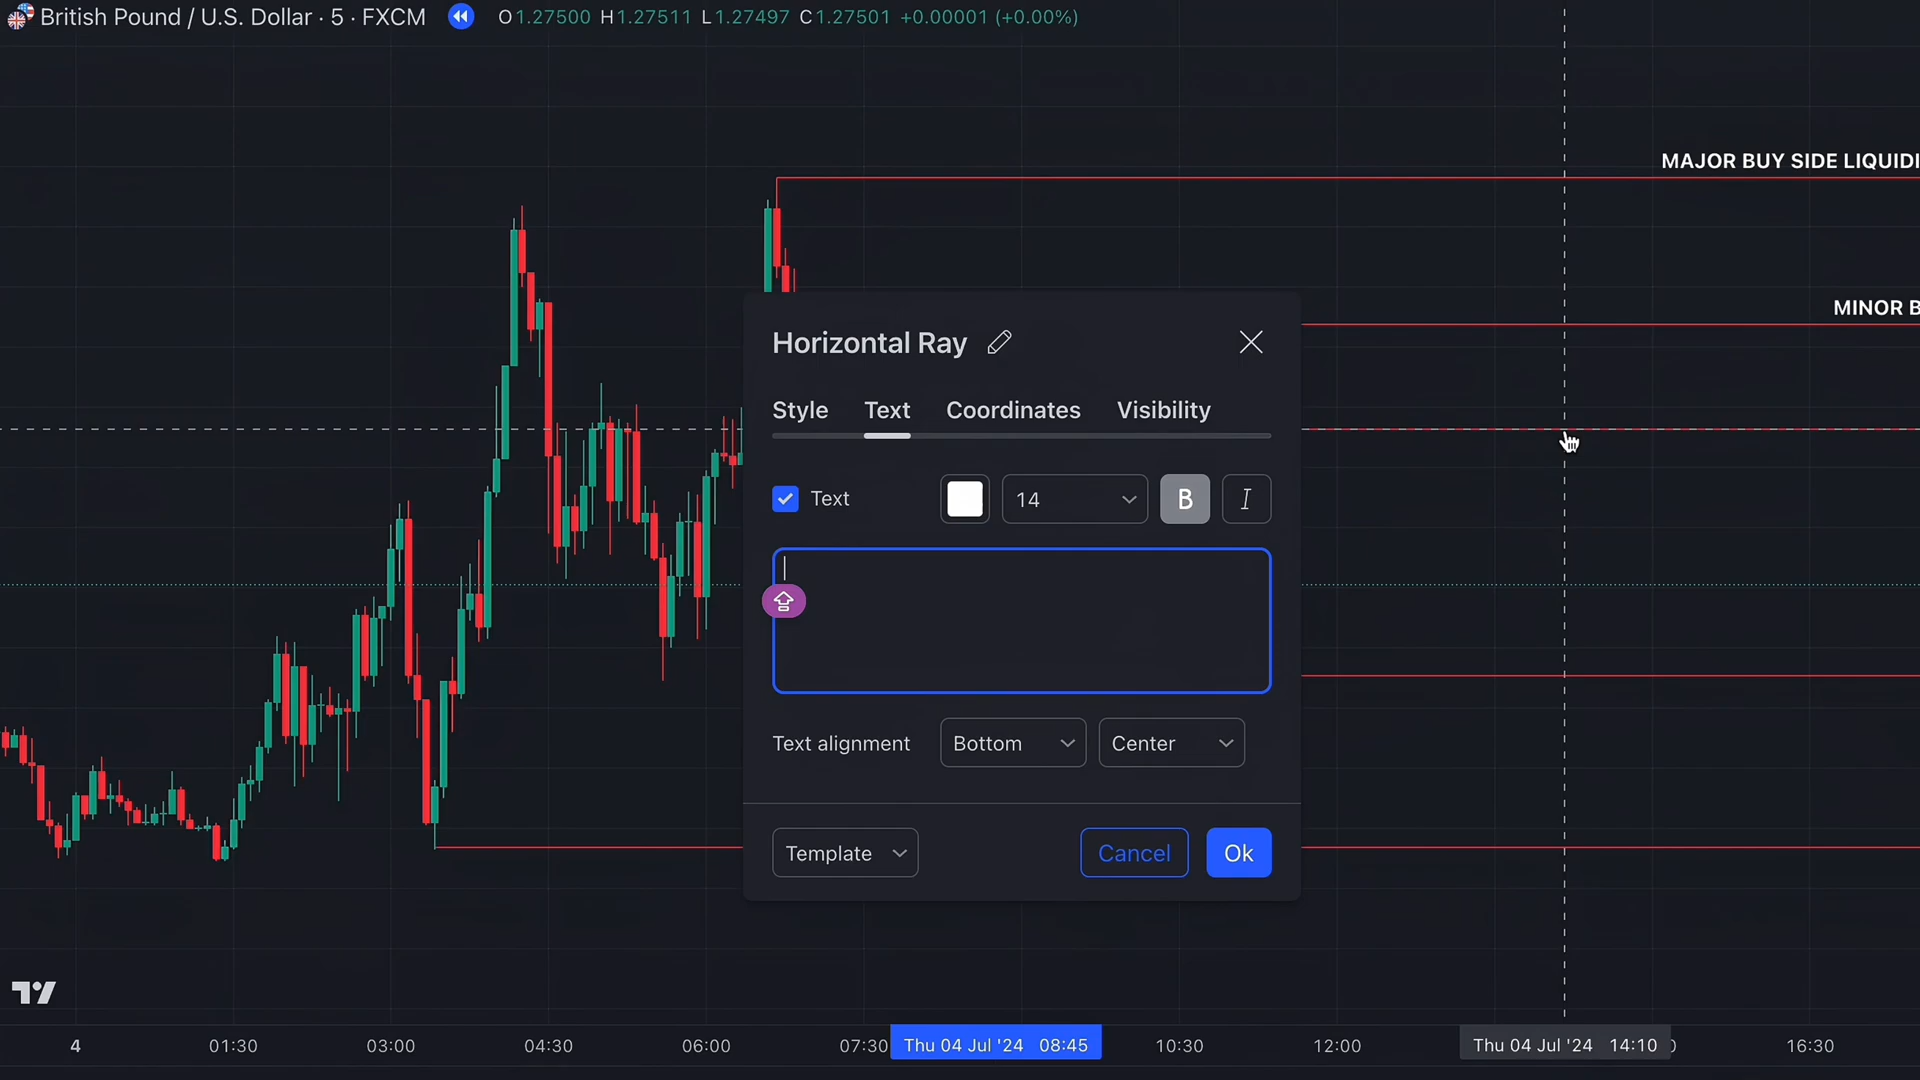 British Pound / U.S. Dollar · 5 · FXCM O1.27500 H1.27511 L1.27497 C1.27501 +0.00001 (+0.00%)
MAJOR BUY SIDE LIQUIDI
MINOR B
Horizontal Ray
Style Text Coordinates Visibility
Text 14 B I
Text alignment Bottom Center
Template Cancel Ok
4 01:30 03:00 04:30 06:00 07:30 Thu 04 Jul '24 08:45 10:30 12:00 Thu 04 Jul '24 14:10 16:30